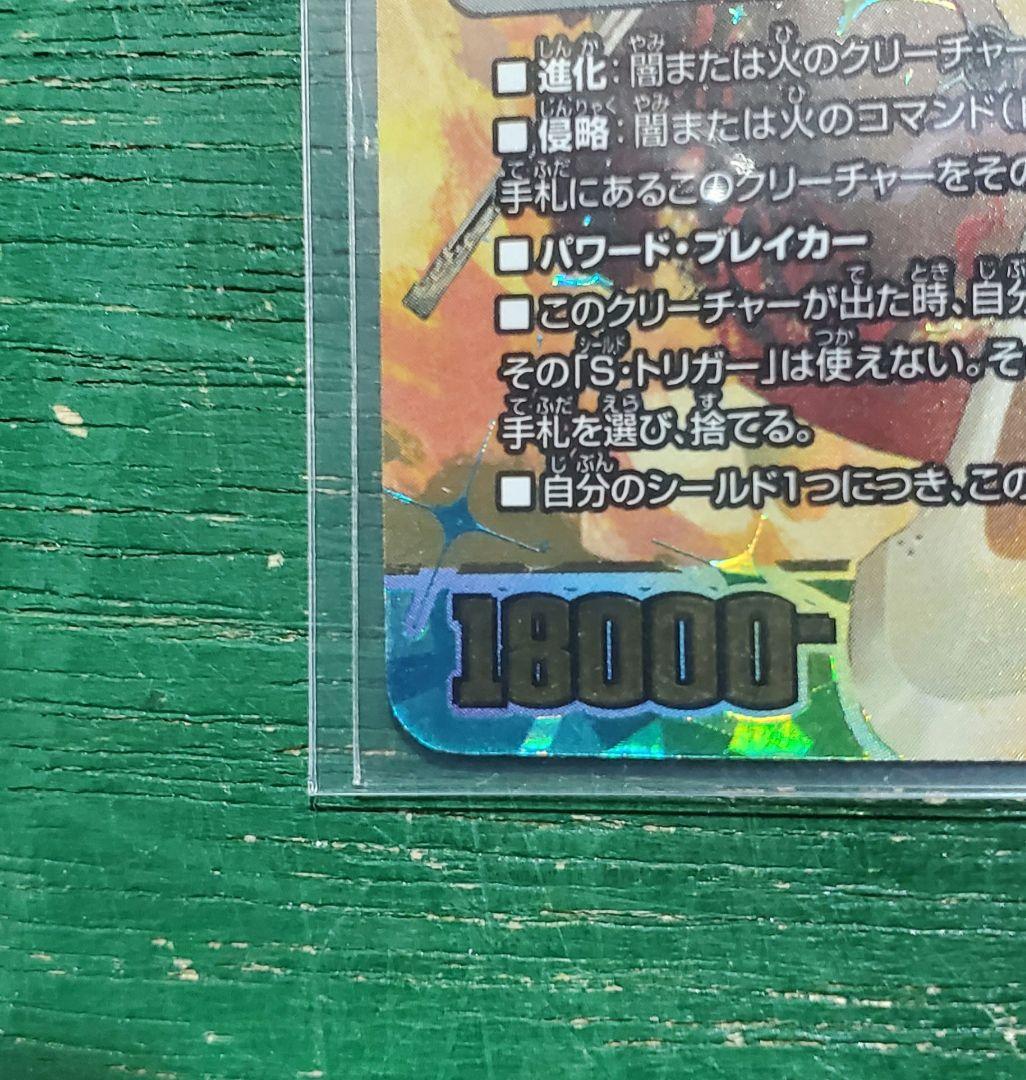 ■進化：闇または火のクリーチャー
■侵略：闇または火のコマンド（
手札にあるこのクリーチャーをその
■パワード・ブレイカー
■このクリーチャーが出た時、自分
その「S・トリガー」は使えない。そ
手札を選び、捨てる。
■自分のシールド1つにつき、この
18000-